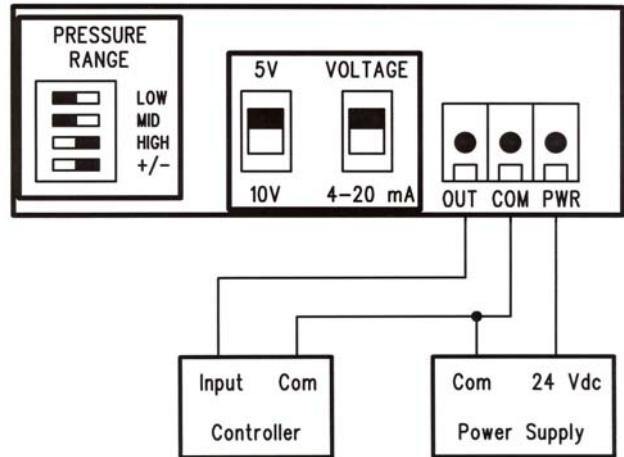 PRESSURE
RANGE
LOW
MID
HIGH
+/-
5V VOLTAGE
10V 4-20 mA
OUT COM PWR
Input Com
Controller
Com 24 Vdc
Power Supply